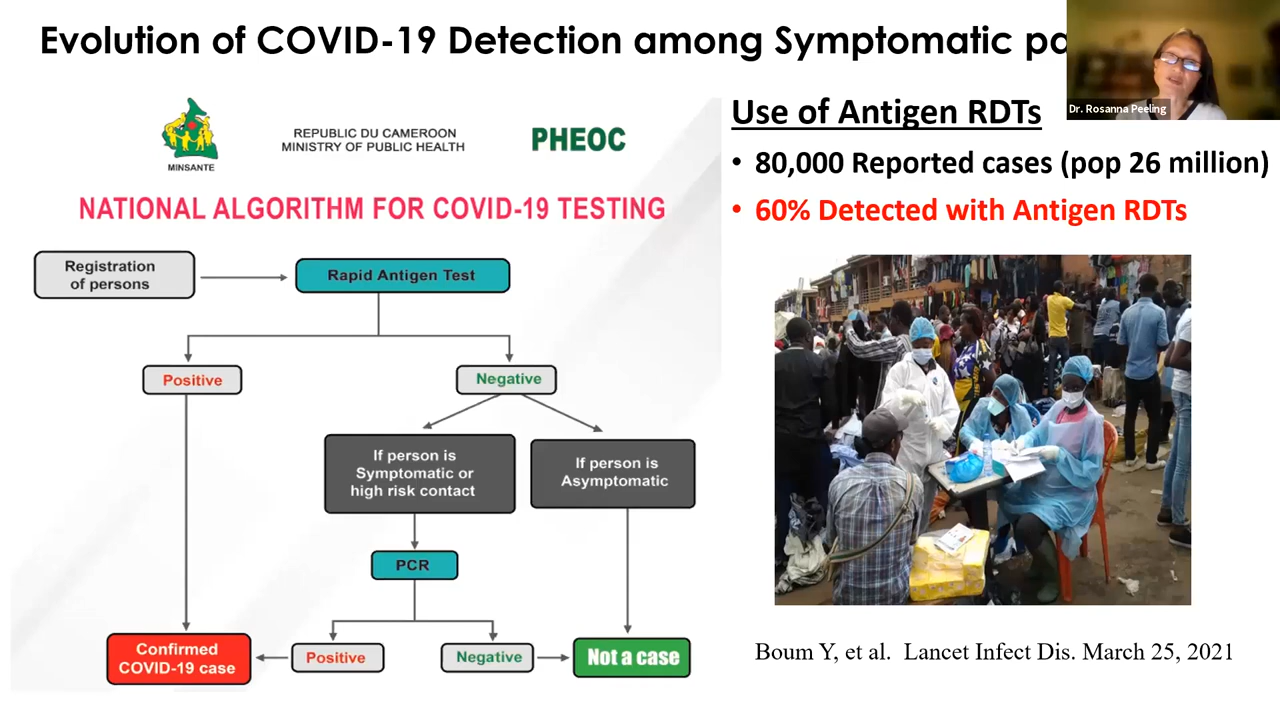 Evolution of COVID-19 Detection among Symptomatic
Dr. Rosanna Peeling
MINSANTE
REPUBLIC DU CAMEROON
MINISTRY OF PUBLIC HEALTH
PHEOC
NATIONAL ALGORITHM FOR COVID-19 TESTING
Registration
of persons
Rapid Antigen Test
Positive
Negative
If person is
Symptomatic or
high risk contact
If person is
Asymptomatic
PCR
Positive
Negative
Confirmed
COVID-19 case
Not a case
Use of Antigen RDTs
• 80,000 Reported cases (pop 26 million)
• 60% Detected with Antigen RDTs
Boum Y, et al. Lancet Infect Dis. March 25, 2021